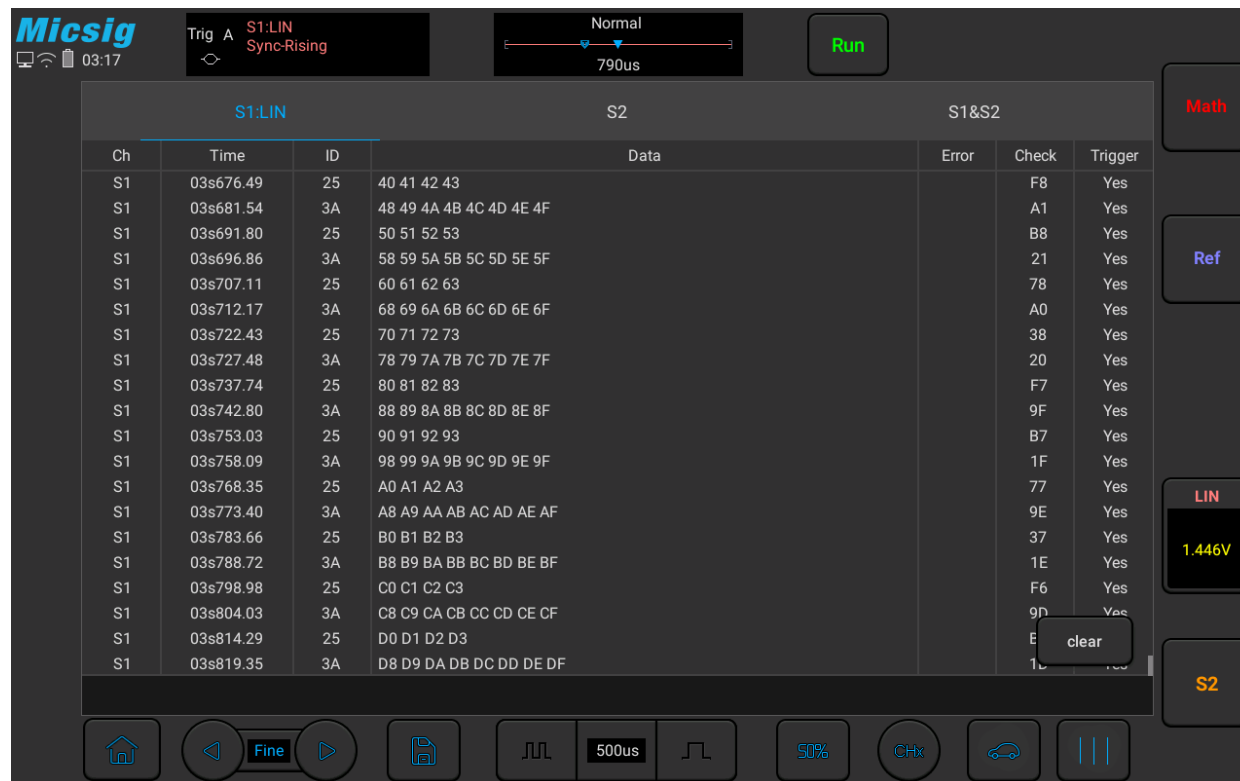 Micsig
03:17
Trig A S1:LIN
Sync-Rising
Normal
790us
Run
S1:LIN S2 S1&S2
Ch Time ID Data Error Check Trigger
S1 03s676.49 25 40 41 42 43 F8 Yes
S1 03s681.54 3A 48 49 4A 4B 4C 4D 4E 4F A1 Yes
S1 03s691.80 25 50 51 52 53 B8 Yes
S1 03s696.86 3A 58 59 5A 5B 5C 5D 5E 5F 21 Yes
S1 03s707.11 25 60 61 62 63 78 Yes
S1 03s712.17 3A 68 69 6A 6B 6C 6D 6E 6F A0 Yes
S1 03s722.43 25 70 71 72 73 38 Yes
S1 03s727.48 3A 78 79 7A 7B 7C 7D 7E 7F 20 Yes
S1 03s737.74 25 80 81 82 83 F7 Yes
S1 03s742.80 3A 88 89 8A 8B 8C 8D 8E 8F 9F Yes
S1 03s753.03 25 90 91 92 93 B7 Yes
S1 03s758.09 3A 98 99 9A 9B 9C 9D 9E 9F 1F Yes
S1 03s768.35 25 A0 A1 A2 A3 77 Yes
S1 03s773.40 3A A8 A9 AA AB AC AD AE AF 9E Yes
S1 03s783.66 25 B0 B1 B2 B3 37 Yes
S1 03s788.72 3A B8 B9 BA BB BC BD BE BF 1E Yes
S1 03s798.98 25 C0 C1 C2 C3 F6 Yes
S1 03s804.03 3A C8 C9 CA CB CC CD CE CF 9D Yes
S1 03s814.29 25 D0 D1 D2 D3
S1 03s819.35 3A D8 D9 DA DB DC DD DE DF
clear
Math
Ref
LIN
1.446V
S2
Fine
500us
50%
CHx